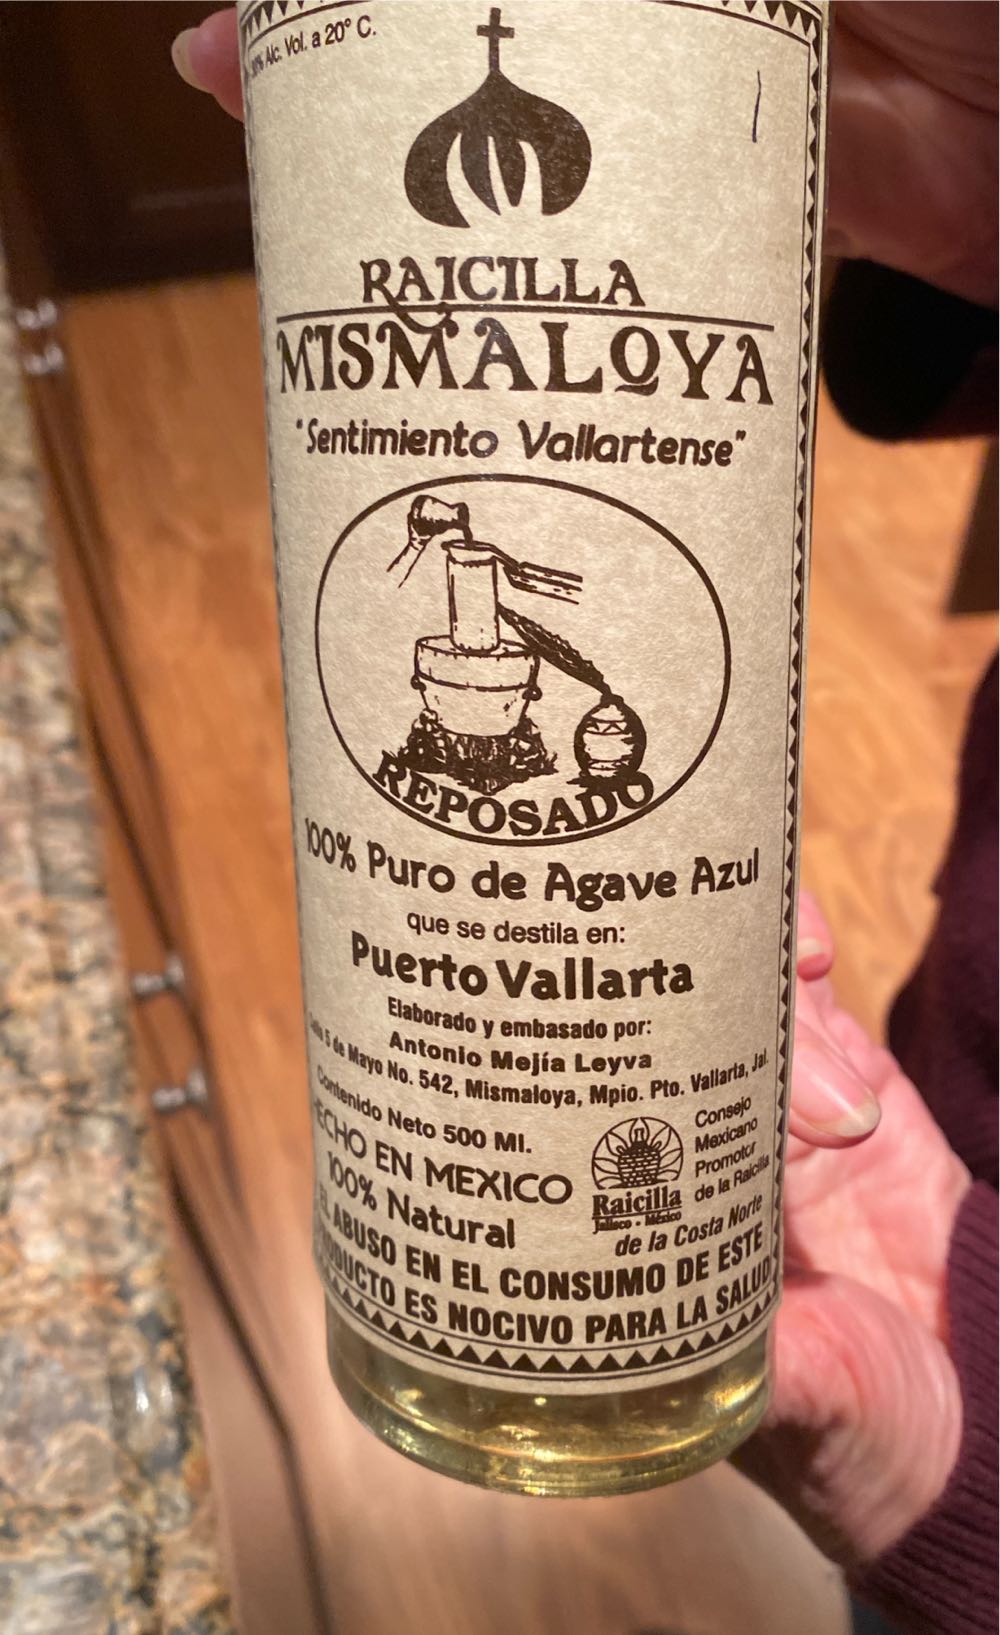 % Alc. Vol. a 20° C.
RAICILLA
MISMALOYA
"Sentimiento Vallartense"
REPOSADO
100% Puro de Agave Azul
que se destila en:
Puerto Vallarta
Elaborado y embasado por:
Antonio Mejía Leyva
5 de Mayo No. 542, Mismaloya, Mpio. Pto. Vallarta, Jal.
Contenido Neto 500 Ml.
ECHO EN MEXICO
100% Natural
Raicilla
Jalisco - México
Consejo
Mexicano
Promotor
de la Raicilla
de la Costa Norte
EL ABUSO EN EL CONSUMO DE ESTE
ODUCTO ES NOCIVO PARA LA SALUD